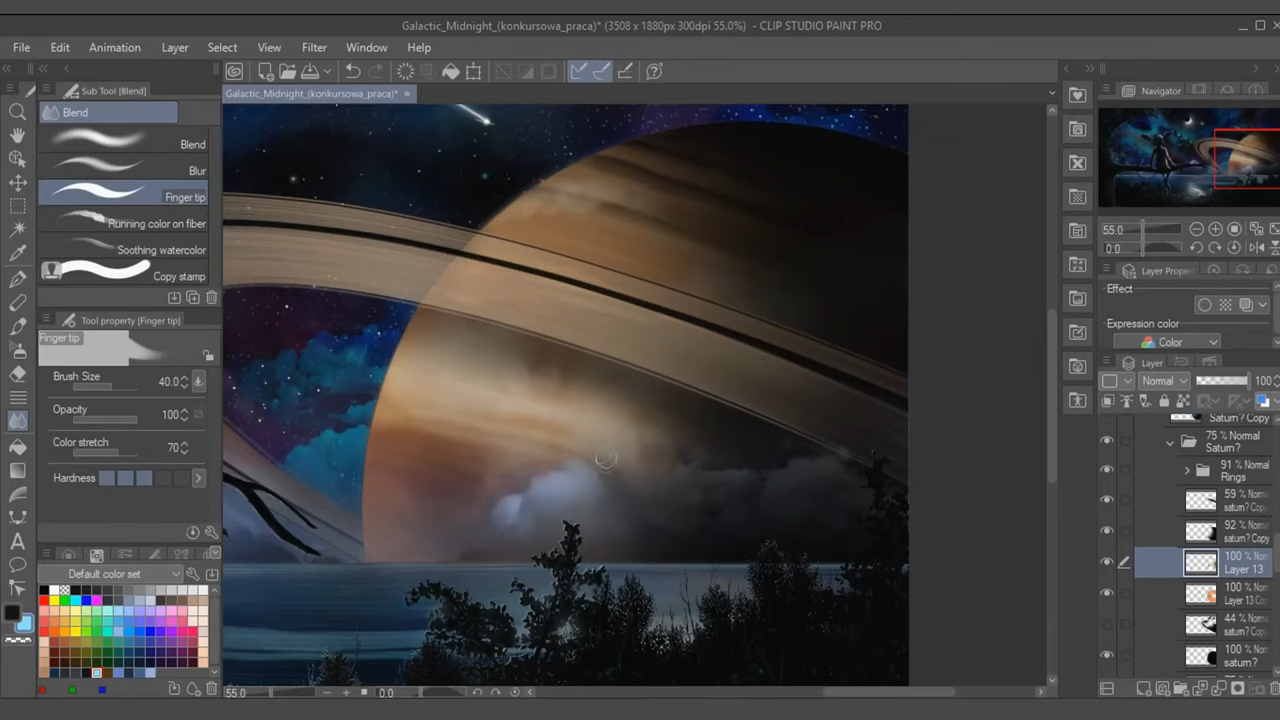 Galactic_Midnight_(konkursowa_praca)* (3508 x 1880px 300dpi 55.0%) - CLIP STUDIO PAINT PRO
File Edit Animation Layer Select View Filter Window Help
Sub Tool [Blend]
Galactic_Midnight_(konkursowa_praca)*
Navigator
Blend
Blend
Blur
Finger tip
Running color on fiber
Soothing watercolor
Copy stamp
55.0
0.0
Layer Proper
Effect
Tool property [Finger tip]
Expression color
Finger tip
Color
Layer
Brush Size 40.0
Normal 100
Opacity 100
Saturn? Copy
75 % Normal
Saturn?
Color stretch 70
91 % Normal
Rings
Hardness
59 % Norm
saturn? Copy
92 % Norm
saturn? Copy
100 % Nor
Layer 13
Default color set
100 % Nor
Layer 13 Cop
44 % Norm
saturn? Copy
100 % Nor
saturn?
55.0 0.0